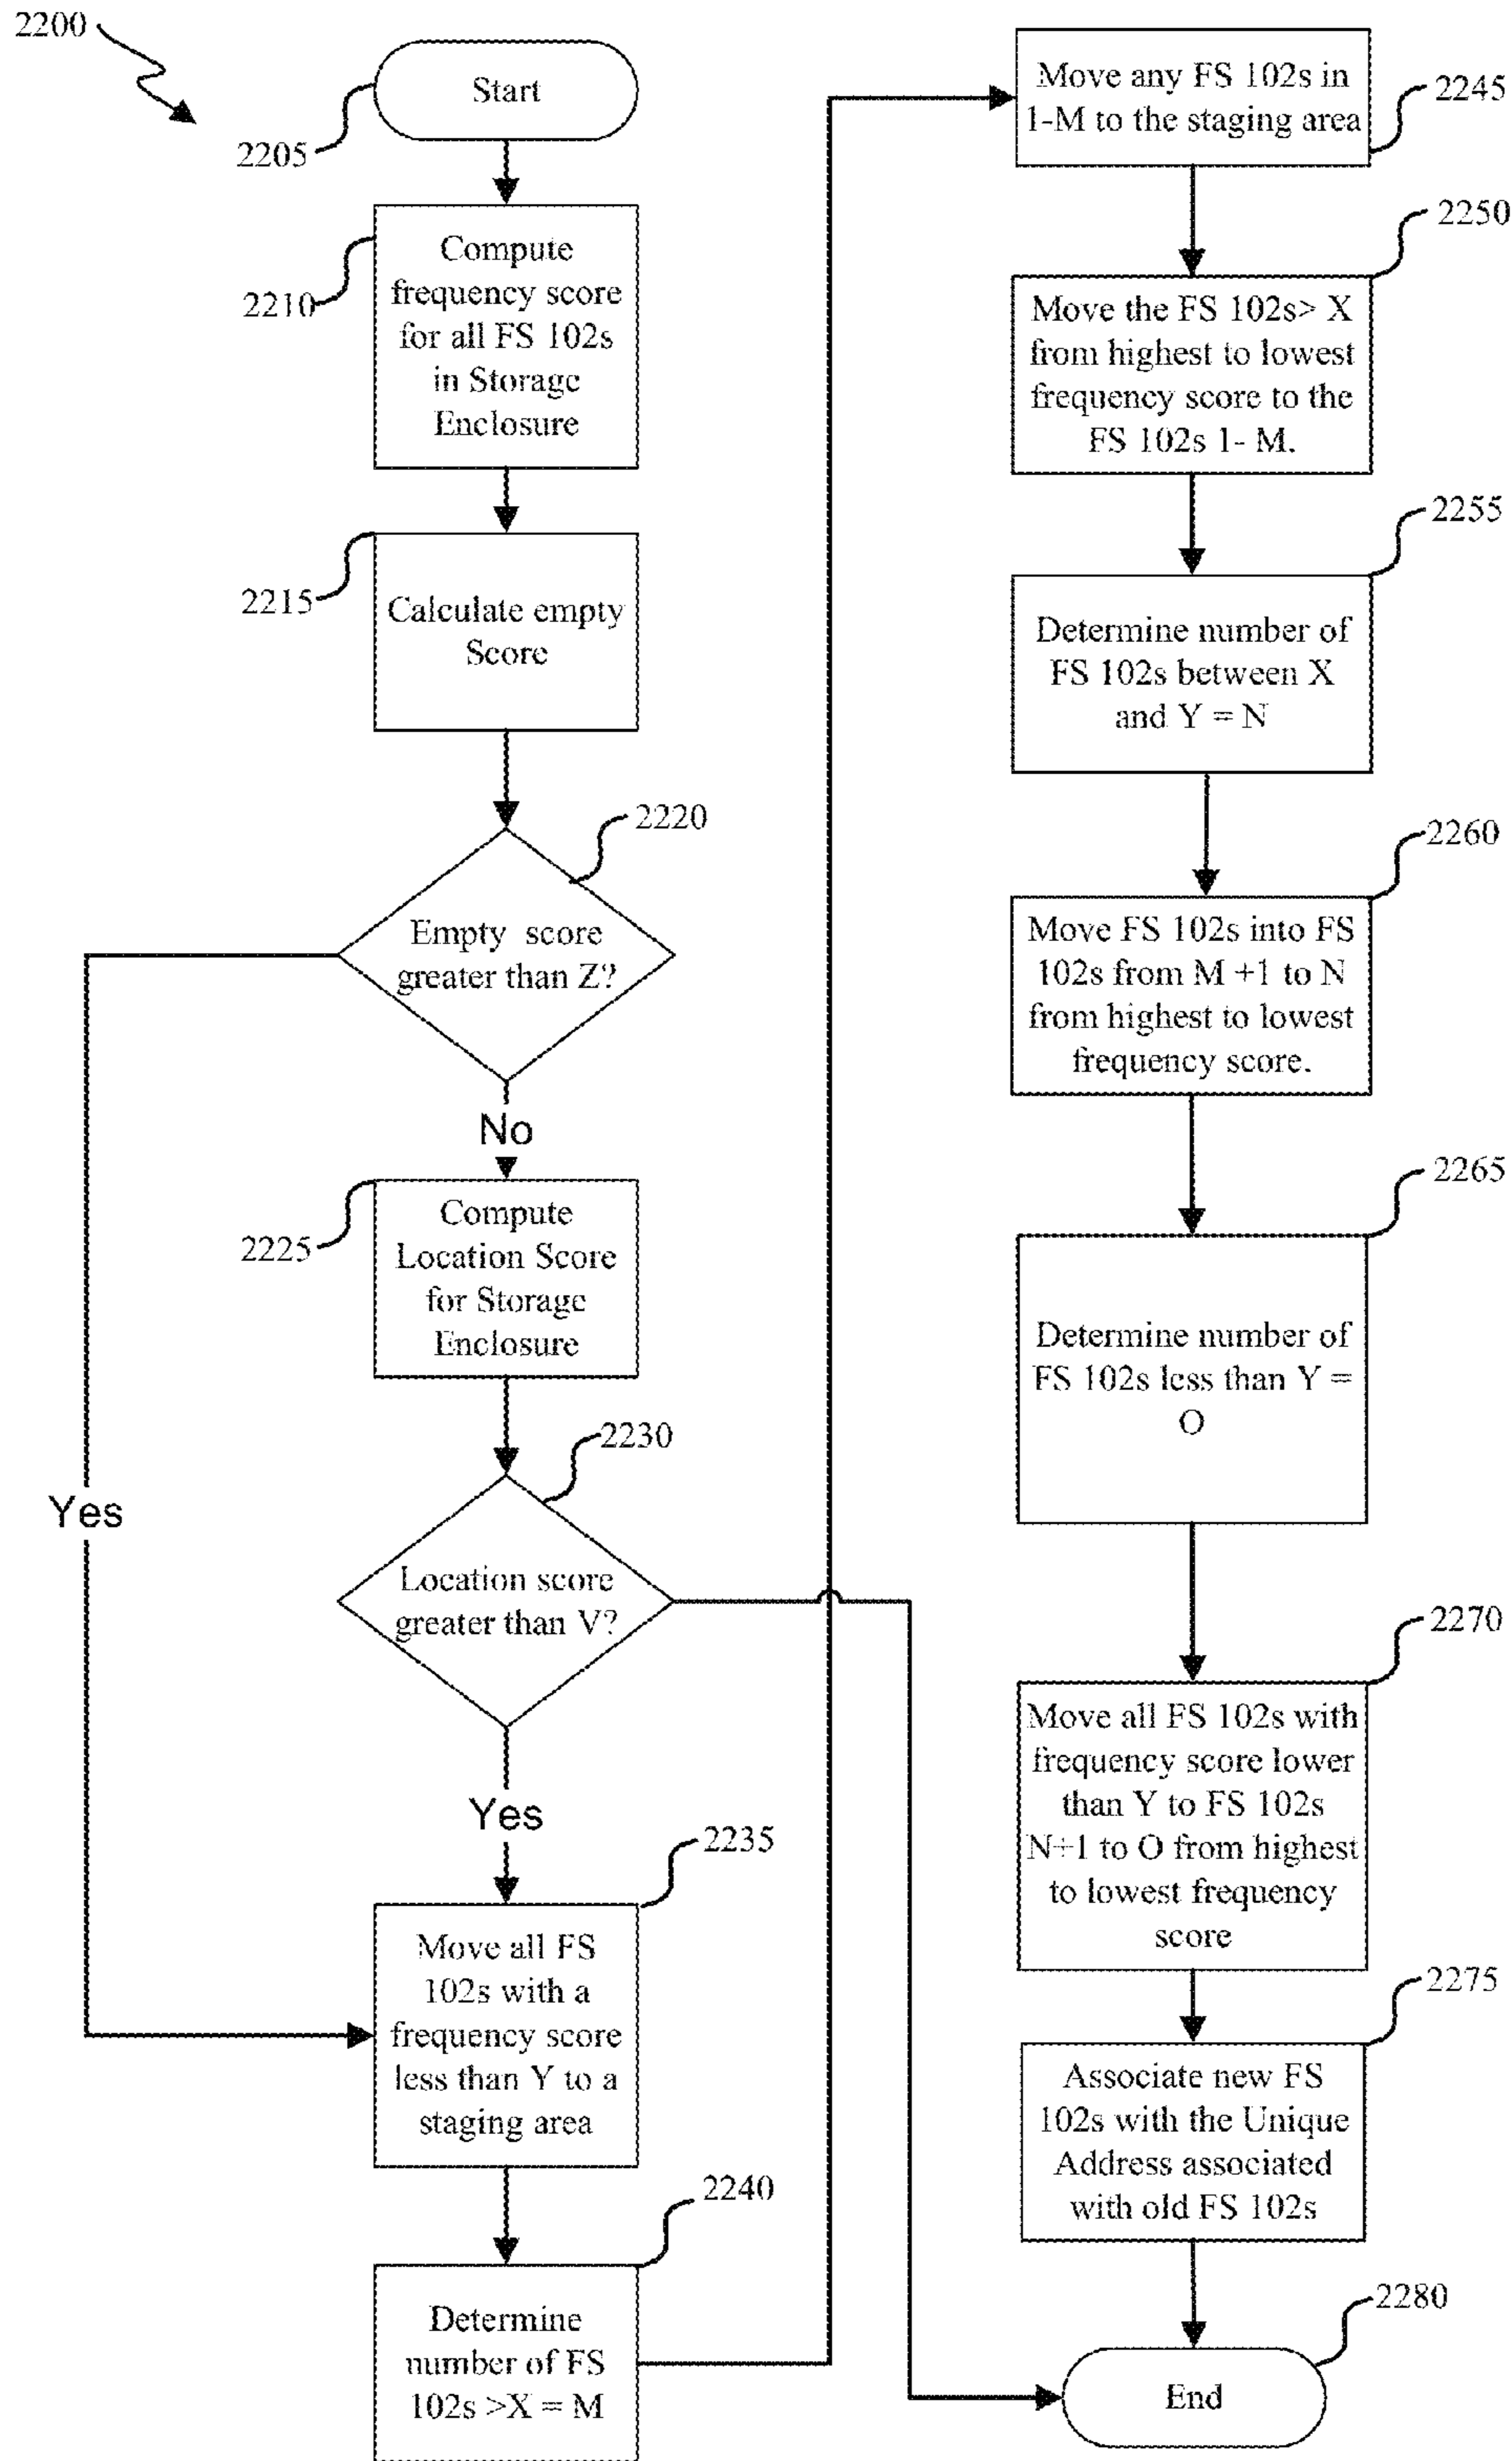 2200
Start
2205
Compute
frequency score
for all FS 102s
in Storage
Enclosure
2210
Calculate empty
Score
2215
2220
Empty score
greater than Z?
No
Yes
Compute
Location Score
for Storage
Enclosure
2225
2230
Location score
greater than V?
Yes
2235
Move all FS
102s with a
frequency score
less than Y to a
staging area
2240
Determine
number of FS
102s >X = M
Move any FS 102s in
1-M to the staging area
2245
2250
Move the FS 102s> X
from highest to lowest
frequency score to the
FS 102s 1- M.
2255
Determine number of
FS 102s between X
and Y = N
2260
Move FS 102s into FS
102s from M +1 to N
from highest to lowest
frequency score.
2265
Determine number of
FS 102s less than Y =
O
2270
Move all FS 102s with
frequency score lower
than Y to FS 102s
N+1 to O from highest
to lowest frequency
score
2275
Associate new FS
102s with the Unique
Address associated
with old FS 102s
2280
End